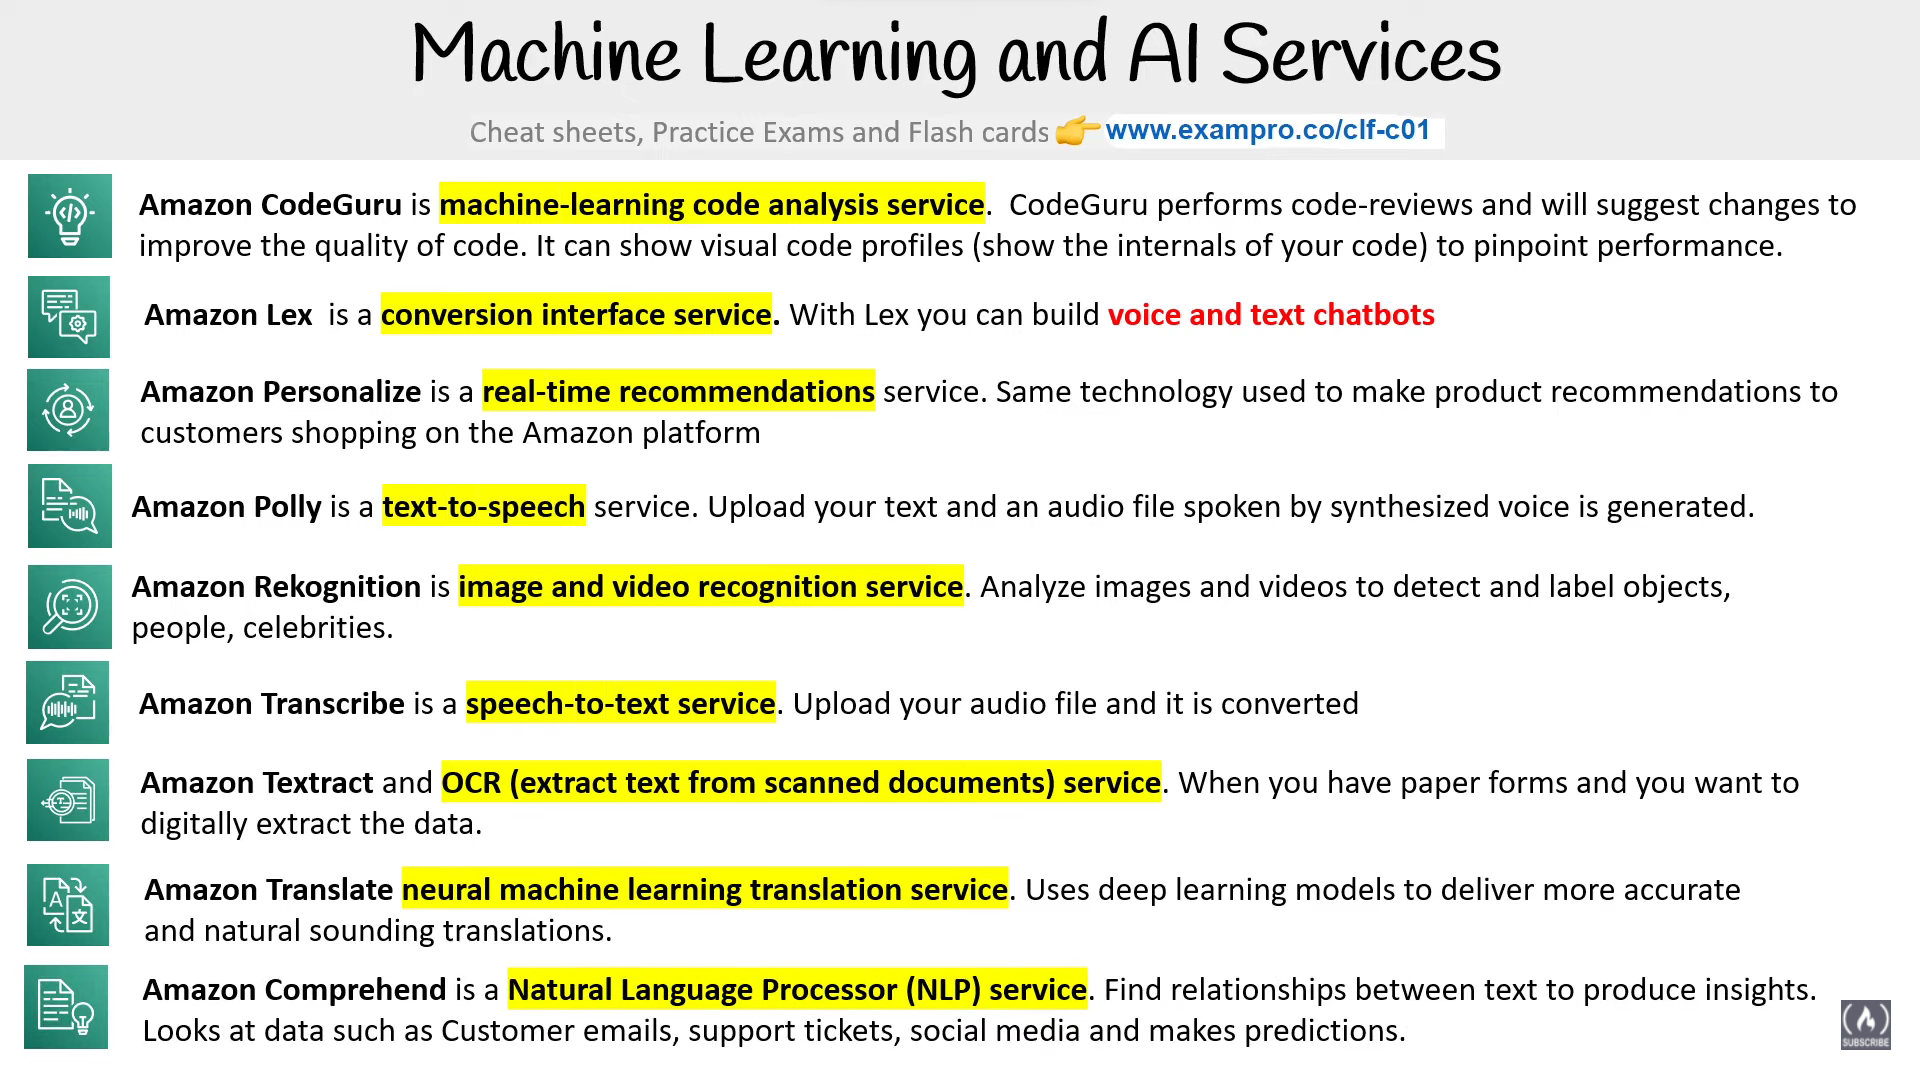 Machine Learning and AI Services
Cheat sheets, Practice Exams and Flash cards 👉 www.exampro.co/clf-c01
Amazon CodeGuru is machine-learning code analysis service. CodeGuru performs code-reviews and will suggest changes to
improve the quality of code. It can show visual code profiles (show the internals of your code) to pinpoint performance.
Amazon Lex is a conversion interface service. With Lex you can build voice and text chatbots
Amazon Personalize is a real-time recommendations service. Same technology used to make product recommendations to
customers shopping on the Amazon platform
Amazon Polly is a text-to-speech service. Upload your text and an audio file spoken by synthesized voice is generated.
Amazon Rekognition is image and video recognition service. Analyze images and videos to detect and label objects,
people, celebrities.
Amazon Transcribe is a speech-to-text service. Upload your audio file and it is converted
Amazon Textract and OCR (extract text from scanned documents) service. When you have paper forms and you want to
digitally extract the data.
Amazon Translate neural machine learning translation service. Uses deep learning models to deliver more accurate
and natural sounding translations.
Amazon Comprehend is a Natural Language Processor (NLP) service. Find relationships between text to produce insights.
Looks at data such as Customer emails, support tickets, social media and makes predictions.
SUBSCRIBE